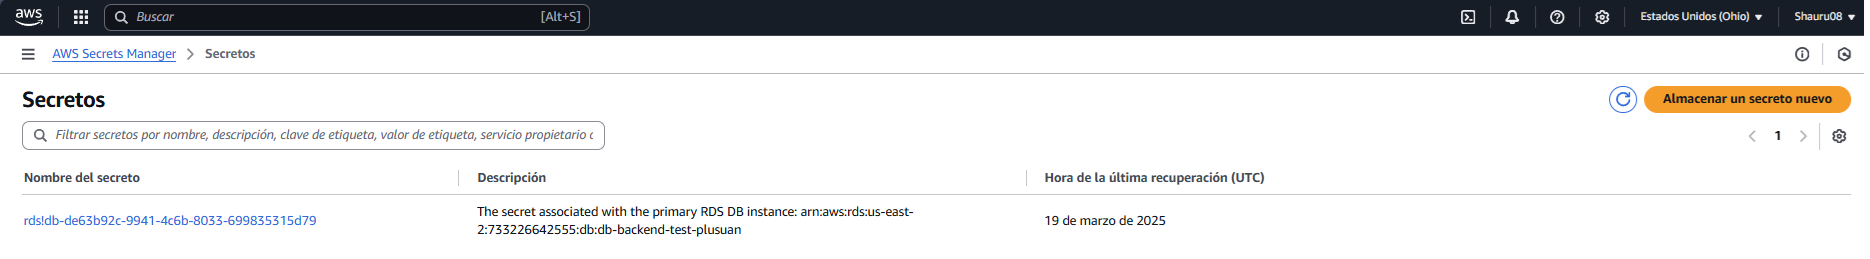 aws
Buscar
[Alt+S]
Estados Unidos (Ohio)
Shauru08
AWS Secrets Manager
Secretos
Secretos
Almacenar un secreto nuevo
Filtrar secretos por nombre, descripción, clave de etiqueta, valor de etiqueta, servicio propietario c
1
Nombre del secreto
Descripción
Hora de la última recuperación (UTC)
rds!db-de63b92c-9941-4c6b-8033-699835315d79
The secret associated with the primary RDS DB instance: arn:aws:rds:us-east-
2:733226642555:db:db-backend-test-plusuan
19 de marzo de 2025